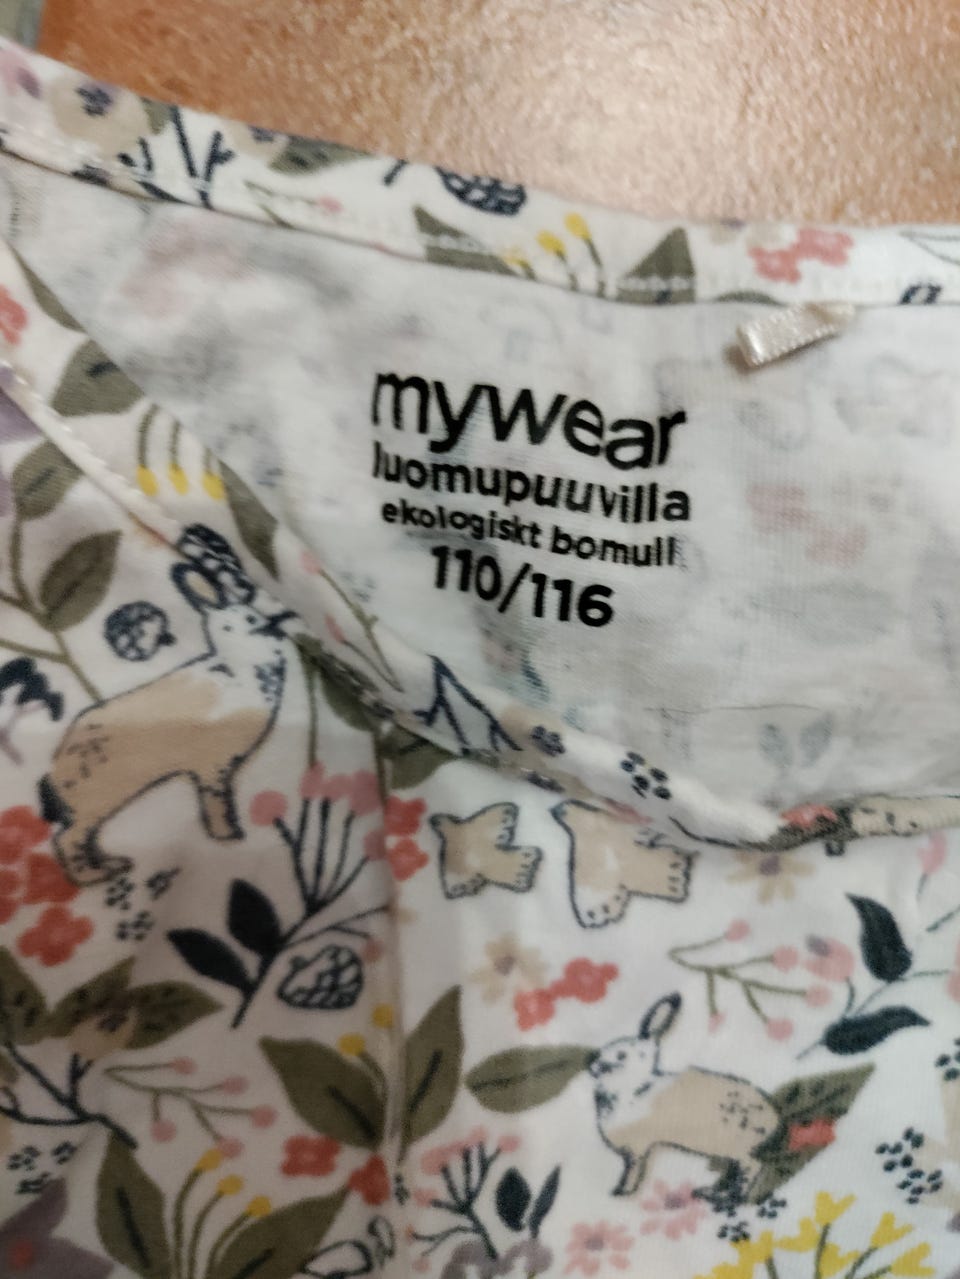 mywear
luomupuuvilla
ekologiskt bomull
110/116